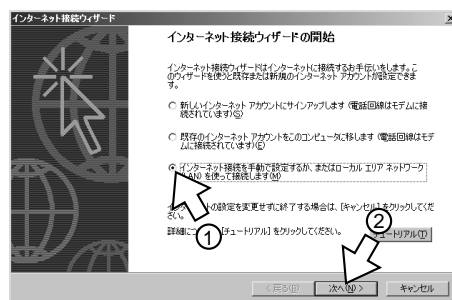 インターネット接続ウィザード
インターネット接続ウィザードの開始
インターネット接続ウィザードはインターネットに接続するお手伝いをします。こ
のウィザードを使うと既存または新規のインターネット アカウントが設定できま
す。
新しいインターネット アカウントにサインアップします (電話回線はモデムに接
続されています)(S)
既存のインターネット アカウントをこのコンピュータに移します (電話回線はモデ
ムに接続されています)(E)
インターネット接続を手動で設定するか、またはローカル エリア ネットワーク
(LAN) を使って接続します(M)
トの設定を変更せずに終了する場合は、[キャンセル] をクリックしてくだ
さい。
詳細に [チュートリアル] をクリックしてください。
チュートリアル(T)
①
②
< 戻る(B)
次へ(N) >
キャンセル